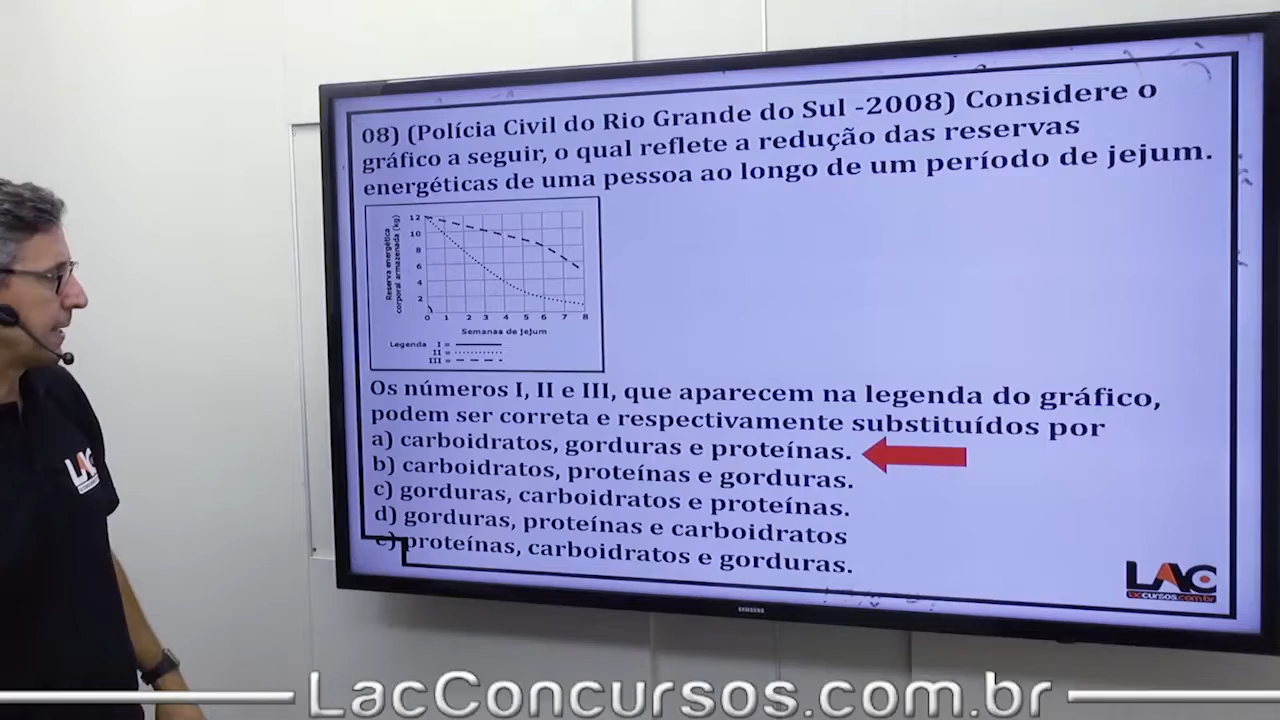 08) (Polícia Civil do Rio Grande do Sul -2008) Considere o
gráfico a seguir, o qual reflete a redução das reservas
energéticas de uma pessoa ao longo de um período de jejum.
Reserva energética
corporal armazenada (kg)
12
10
8
6
4
2
0 1 2 3 4 5 6 7 8
Semanas de jejum
Legenda I =
II =
III =
Os números I, II e III, que aparecem na legenda do gráfico,
podem ser correta e respectivamente substituídos por
a) carboidratos, gorduras e proteínas.
b) carboidratos, proteínas e gorduras.
c) gorduras, carboidratos e proteínas.
d) gorduras, proteínas e carboidratos
e) proteínas, carboidratos e gorduras.
LAC
laccursos.com.br
SAMSUNG
LAC
LacConcursos.com.br